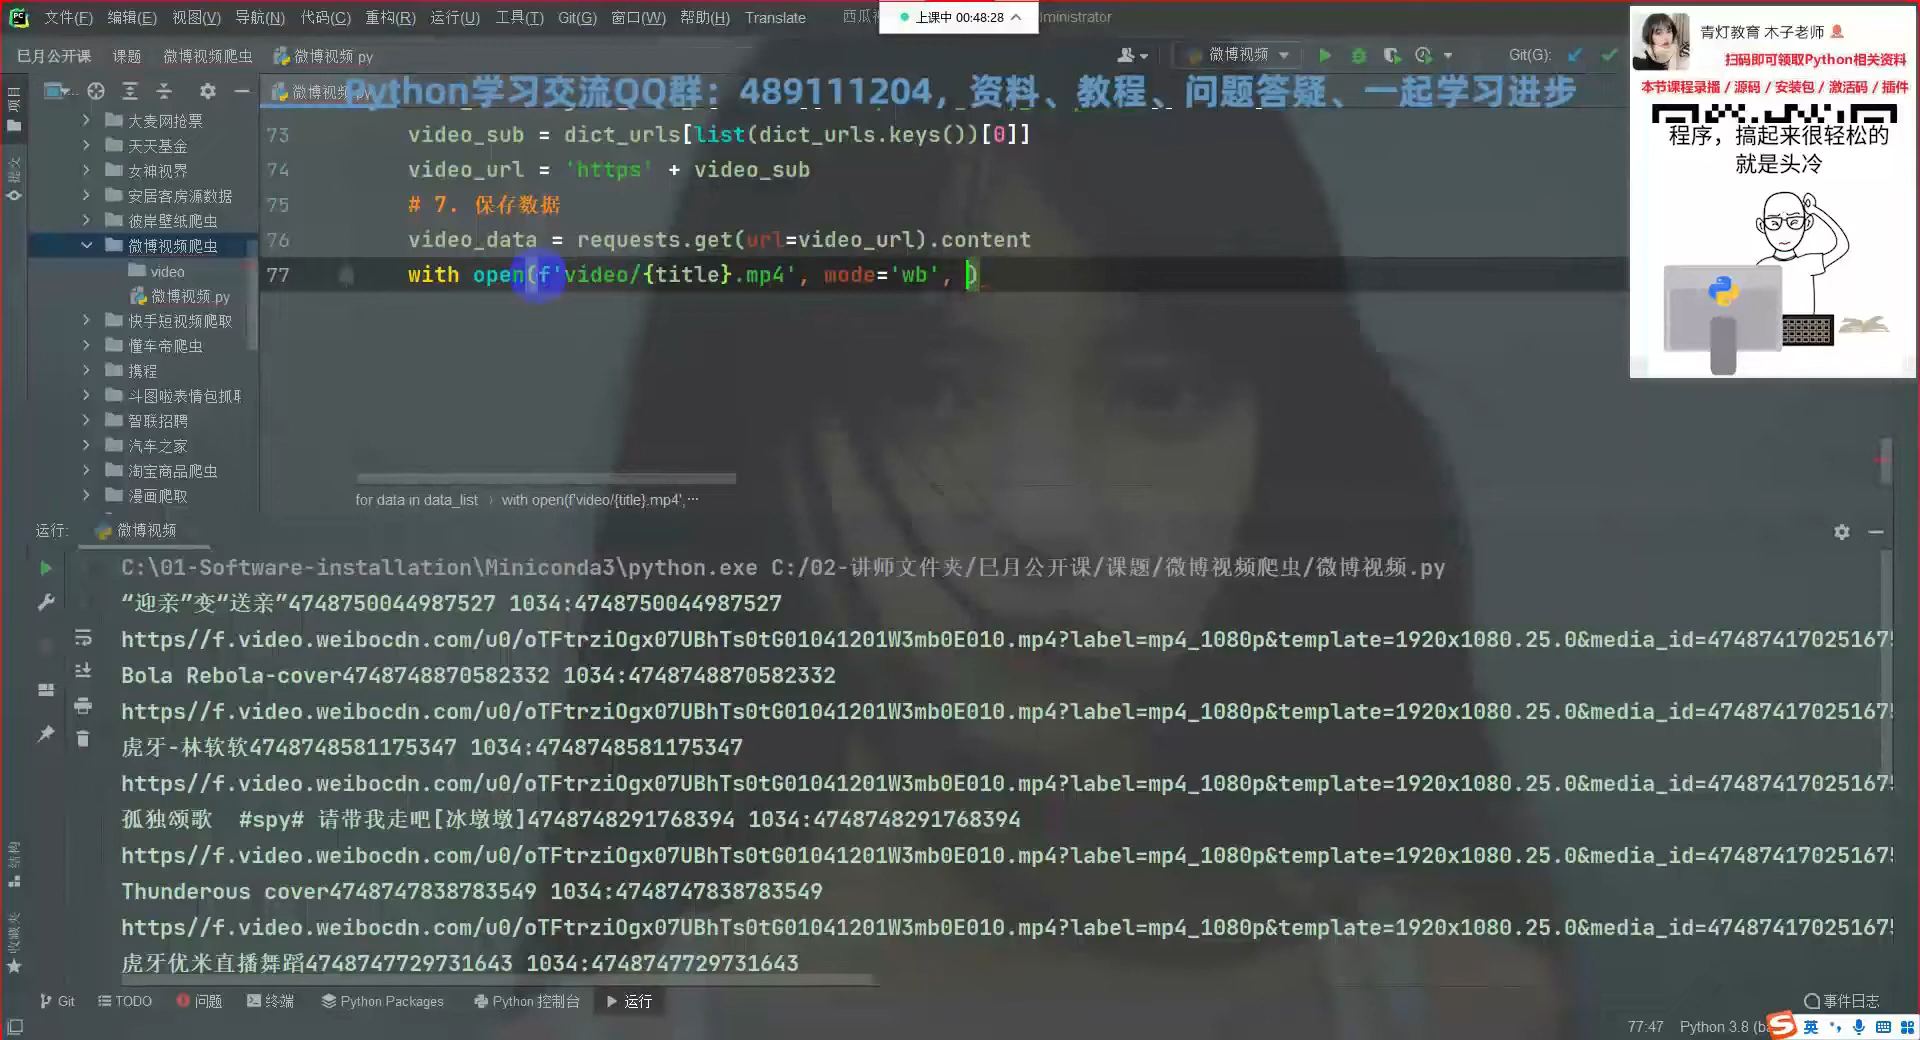 文件(F) 编辑(E) 视图(V) 导航(N) 代码(C) 重构(R) 运行(U) 工具(T) Git(G) 窗口(W) 帮助(H) Translate
上课中 00:48:28
巳月公开课 课题 微博视频爬虫 微博视频 py
微博视频
Git(G):
项目
Python学习交流QQ群：489111204，资料、教程、问题答疑、一起学习进步
青灯教育 木子老师
扫码即可领取Python相关资料
本节课程录播 / 源码 / 安装包 / 激活码 / 插件
程序，搞起来很轻松的
就是头冷
大麦网抢票
天天基金
女神视界
安居客房源数据
彼岸壁纸爬虫
微博视频爬虫
video
微博视频.py
快手短视频爬取
懂车帝爬虫
携程
斗图啦表情包抓取
智联招聘
汽车之家
淘宝商品爬虫
漫画爬取
提交
73 video_sub = dict_urls[list(dict_urls.keys())[0]]
74 video_url = 'https' + video_sub
75 # 7. 保存数据
76 video_data = requests.get(url=video_url).content
77 with open(f'video/{title}.mp4', mode='wb', )
for data in data_list › with open(f'video/{title}.mp4',···
运行: 微博视频
C:\01-Software-installation\Miniconda3\python.exe C:/02-讲师文件夹/巳月公开课/课题/微博视频爬虫/微博视频.py
“迎亲”变“送亲”4748750044987527 1034:4748750044987527
https//f.video.weibocdn.com/u0/oTFtrziOgx07UBhTs0tG01041201W3mb0E010.mp4?label=mp4_1080p&template=1920x1080.25.0&media_id=474874170251675
Bola Rebola-cover4748748870582332 1034:4748748870582332
https//f.video.weibocdn.com/u0/oTFtrziOgx07UBhTs0tG01041201W3mb0E010.mp4?label=mp4_1080p&template=1920x1080.25.0&media_id=474874170251675
虎牙-林软软4748748581175347 1034:4748748581175347
https//f.video.weibocdn.com/u0/oTFtrziOgx07UBhTs0tG01041201W3mb0E010.mp4?label=mp4_1080p&template=1920x1080.25.0&media_id=474874170251675
孤独颂歌 #spy# 请带我走吧[冰墩墩]4748748291768394 1034:4748748291768394
https//f.video.weibocdn.com/u0/oTFtrziOgx07UBhTs0tG01041201W3mb0E010.mp4?label=mp4_1080p&template=1920x1080.25.0&media_id=474874170251675
Thunderous cover4748747838783549 1034:4748747838783549
https//f.video.weibocdn.com/u0/oTFtrziOgx07UBhTs0tG01041201W3mb0E010.mp4?label=mp4_1080p&template=1920x1080.25.0&media_id=474874170251675
虎牙优米直播舞蹈4748747729731643 1034:4748747729731643
结构
收藏夹
Git TODO 问题 终端 Python Packages Python 控制台 运行
事件日志
77:47 Python 3.8
英